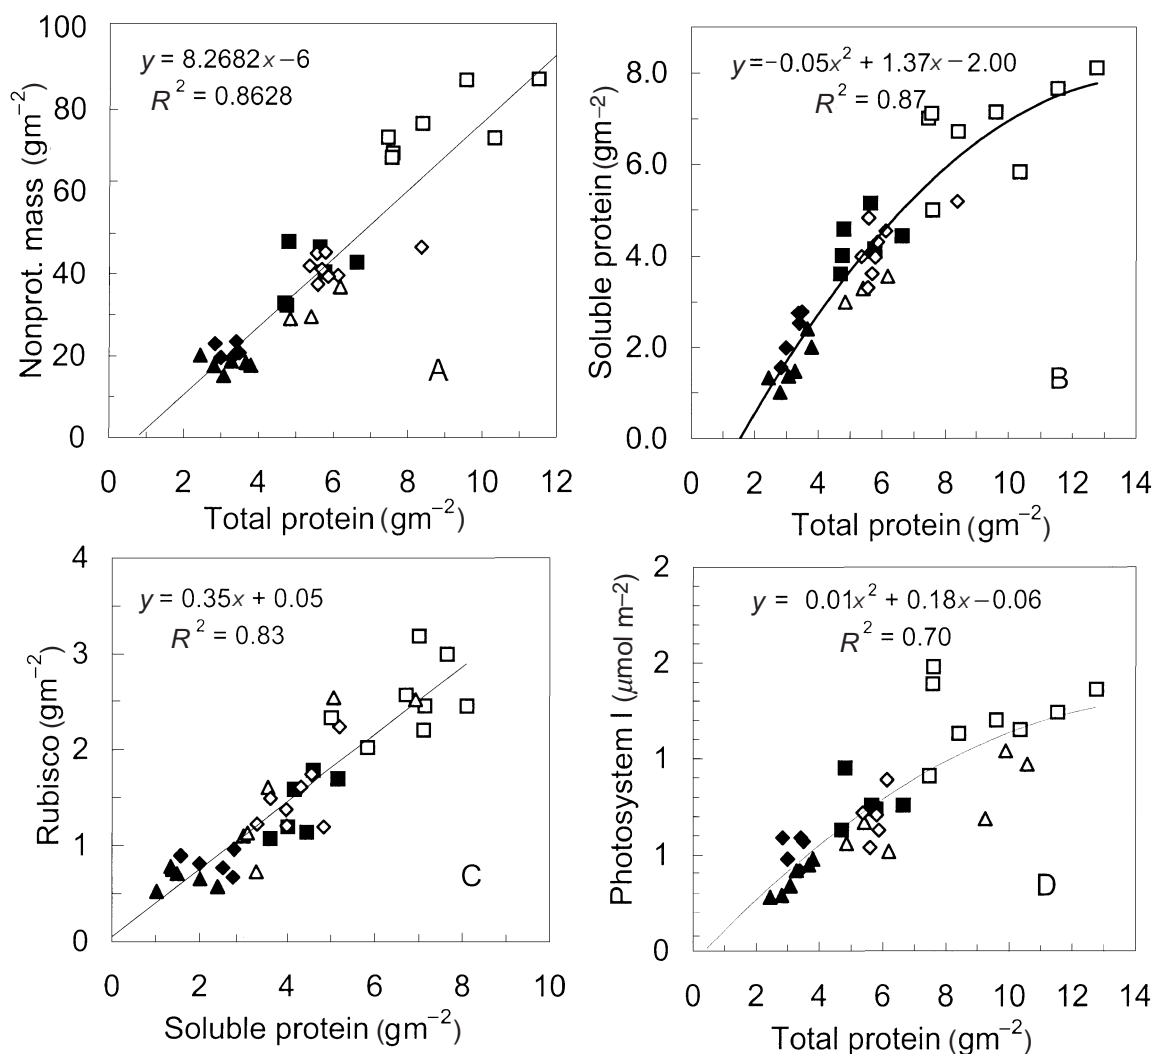 100
80
60
40
20
0
Nonprot. mass (gm⁻²)
y = 8.2682x−6
R² = 0.8628
A
0 2 4 6 8 10 12
Total protein (gm⁻²)
8.0
6.0
4.0
2.0
0.0
Soluble protein (gm⁻²)
y=−0.05x² + 1.37x−2.00
R² = 0.87
B
0 2 4 6 8 10 12 14
Total protein (gm⁻²)
4
3
2
1
0
Rubisco (gm⁻²)
y = 0.35x + 0.05
R² = 0.83
C
0 2 4 6 8 10
Soluble protein (gm⁻²)
2
2
1
1
0
Photosystem I (μmol m−2)
y = 0.01x² + 0.18x−0.06
R² = 0.70
D
0 2 4 6 8 10 12 14
Total protein (gm⁻²)